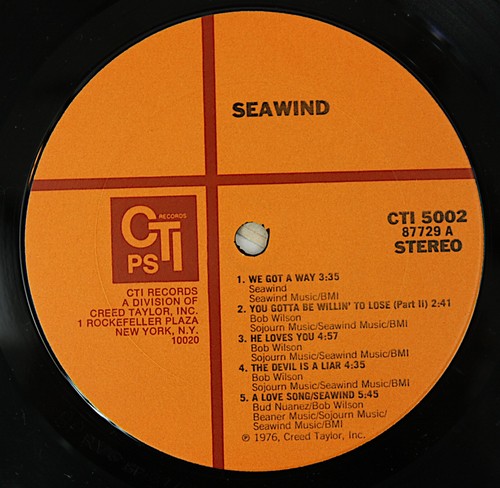 SEAWIND
CTI 5002
87729 A
STEREO
CTI
RECORDS
PS
CTI RECORDS
A DIVISION OF
CREED TAYLOR, INC.
1 ROCKEFELLER PLAZA
NEW YORK, N.Y.
10020
1. WE GOT A WAY 3:35
Seawind
Seawind Music/BMI
2. YOU GOTTA BE WILLIN' TO LOSE (Part II) 2:41
Bob Wilson
Sojourn Music/Seawind Music/BMI
3. HE LOVES YOU 4:57
Bob Wilson
Sojourn Music/Seawind Music/BMI
4. THE DEVIL IS A LIAR 4:35
Bob Wilson
Sojourn Music/Seawind Music/BMI
5. A LOVE SONG/SEAWIND 5:45
Bud Nuanez/Bob Wilson
Beaner Music/Sojourn Music/
Seawind Music/BMI
℗ 1976, Creed Taylor, Inc.